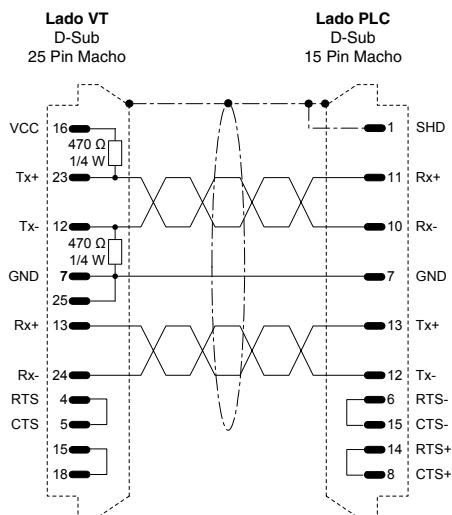 Lado VT
D-Sub
25 Pin Macho
Lado PLC
D-Sub
15 Pin Macho
VCC 16
1 SHD
470 Ω
1/4 W
Tx+ 23
11 Rx+
Tx- 12
10 Rx-
470 Ω
1/4 W
GND 7
7 GND
25
Rx+ 13
13 Tx+
Rx- 24
12 Tx-
RTS 4
6 RTS-
CTS 5
15 CTS-
15
14 RTS+
18
8 CTS+